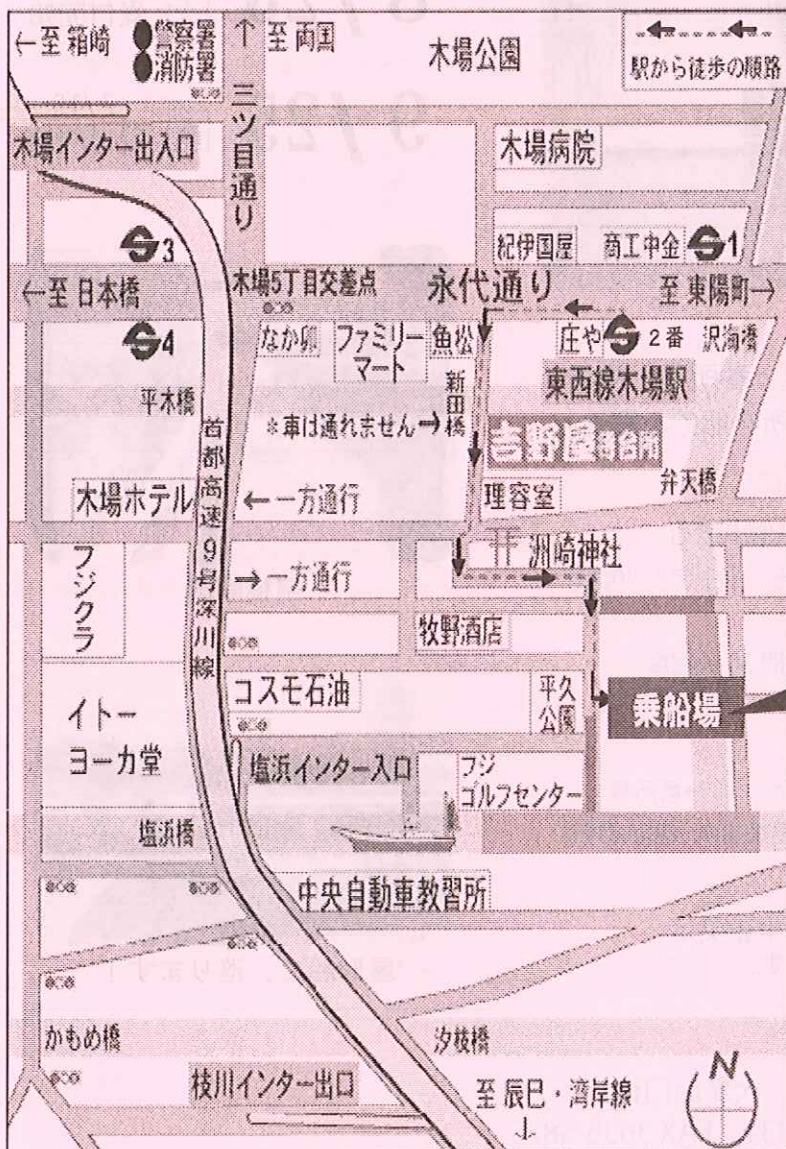 ←至 箱崎
●警察署
●消防署
↑ 至 両国
三ツ目通り
木場公園
駅から徒歩の順路
木場インター出入口
木場病院
3
紀伊国屋
商工中金
1
←至 日本橋
木場5丁目交差点
永代通り
至 東陽町→
4
なか卯
ファミリー
マート
魚松
庄や
2番
沢海橋
平木橋
新田橋
東西線木場駅
*車は通れません→
吉野屋待合所
首都高速9号深川線
木場ホテル
←一方通行
理容室
弁天橋
フジクラ
→一方通行
洲崎神社
牧野酒店
イトー
ヨーカ堂
コスモ石油
平久
公園
乗船場
塩浜インター入口
フジ
ゴルフセンター
塩浜橋
中央自動車教習所
かもめ橋
汐枝橋
枝川インター出口
至 辰巳・湾岸線
↓
N